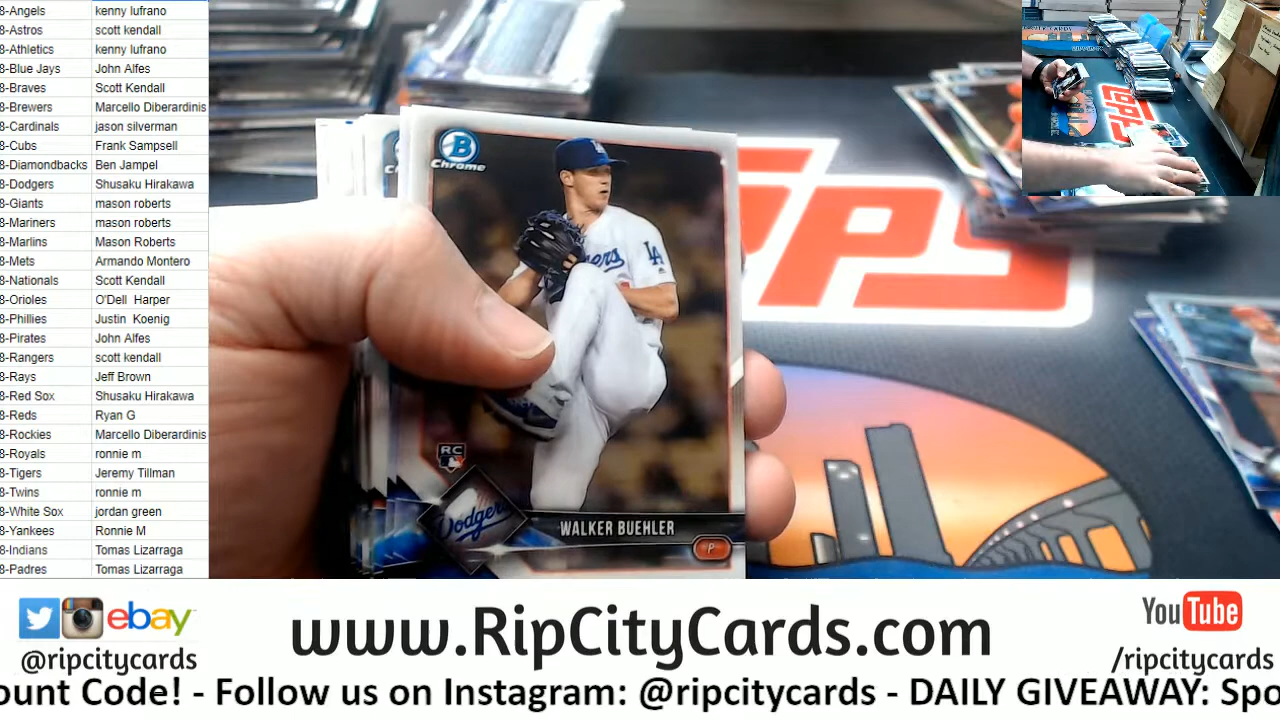 8-Angels kenny lufrano
8-Astros scott kendall
8-Athletics kenny lufrano
8-Blue Jays John Alfes
8-Braves Scott Kendall
8-Brewers Marcello Diberardinis
8-Cardinals jason silverman
8-Cubs Frank Sampsell
8-Diamondbacks Ben Jampel
8-Dodgers Shusaku Hirakawa
8-Giants mason roberts
8-Mariners mason roberts
8-Marlins Mason Roberts
8-Mets Armando Montero
8-Nationals Scott Kendall
8-Orioles O'Dell Harper
8-Phillies Justin Koenig
8-Pirates John Alfes
8-Rangers scott kendall
8-Rays Jeff Brown
8-Red Sox Shusaku Hirakawa
8-Reds Ryan G
8-Rockies Marcello Diberardinis
8-Royals ronnie m
8-Tigers Jeremy Tillman
8-Twins ronnie m
8-White Sox jordan green
8-Yankees Ronnie M
8-Indians Tomas Lizarraga
8-Padres Tomas Lizarraga
B
Chrome
LA
RC
Dodgers
WALKER BUEHLER
P
TOPPS
ebay
@ripcitycards
www.RipCityCards.com
YouTube
/ripcitycards
ount Code! - Follow us on Instagram: @ripcitycards - DAILY GIVEAWAY: Spo